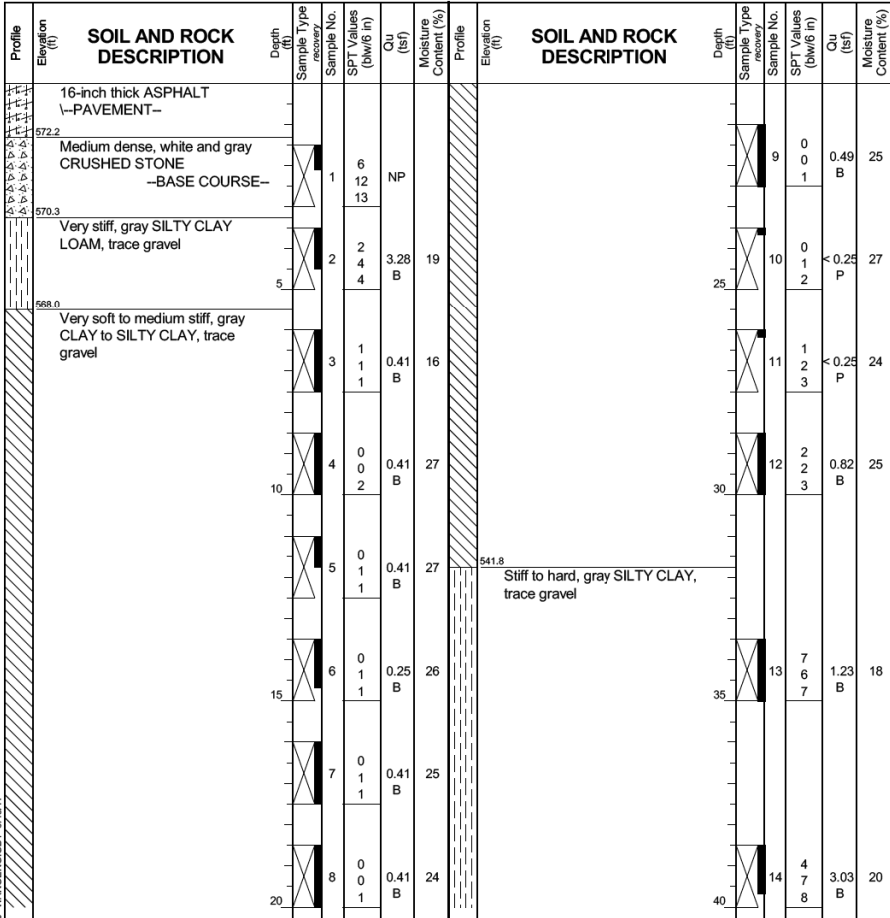 Profile
Elevation
(ft)
SOIL AND ROCK
DESCRIPTION
Depth
(ft)
Sample Type
recovery
Sample No.
SPT Values
(blw/6 in)
Qu
(tsf)
Moisture
Content (%)
16-inch thick ASPHALT
\--PAVEMENT--
572.2
Medium dense, white and gray
CRUSHED STONE
--BASE COURSE--
1
6
12
13
NP
570.3
Very stiff, gray SILTY CLAY
LOAM, trace gravel
5
2
2
4
4
3.28
B
19
568.0
Very soft to medium stiff, gray
CLAY to SILTY CLAY, trace
gravel
3
1
1
1
0.41
B
16
10
4
0
0
2
0.41
B
27
5
0
1
1
0.41
B
27
15
6
0
1
1
0.25
B
26
7
0
1
1
0.41
B
25
20
8
0
0
1
0.41
B
24
Profile
Elevation
(ft)
SOIL AND ROCK
DESCRIPTION
Depth
(ft)
Sample Type
recovery
Sample No.
SPT Values
(blw/6 in)
Qu
(tsf)
Moisture
Content (%)
9
0
0
1
0.49
B
25
25
10
0
1
2
< 0.25
P
27
11
1
2
3
< 0.25
P
24
30
12
2
2
3
0.82
B
25
541.8
Stiff to hard, gray SILTY CLAY,
trace gravel
35
13
7
6
7
1.23
B
18
40
14
4
7
8
3.03
B
20